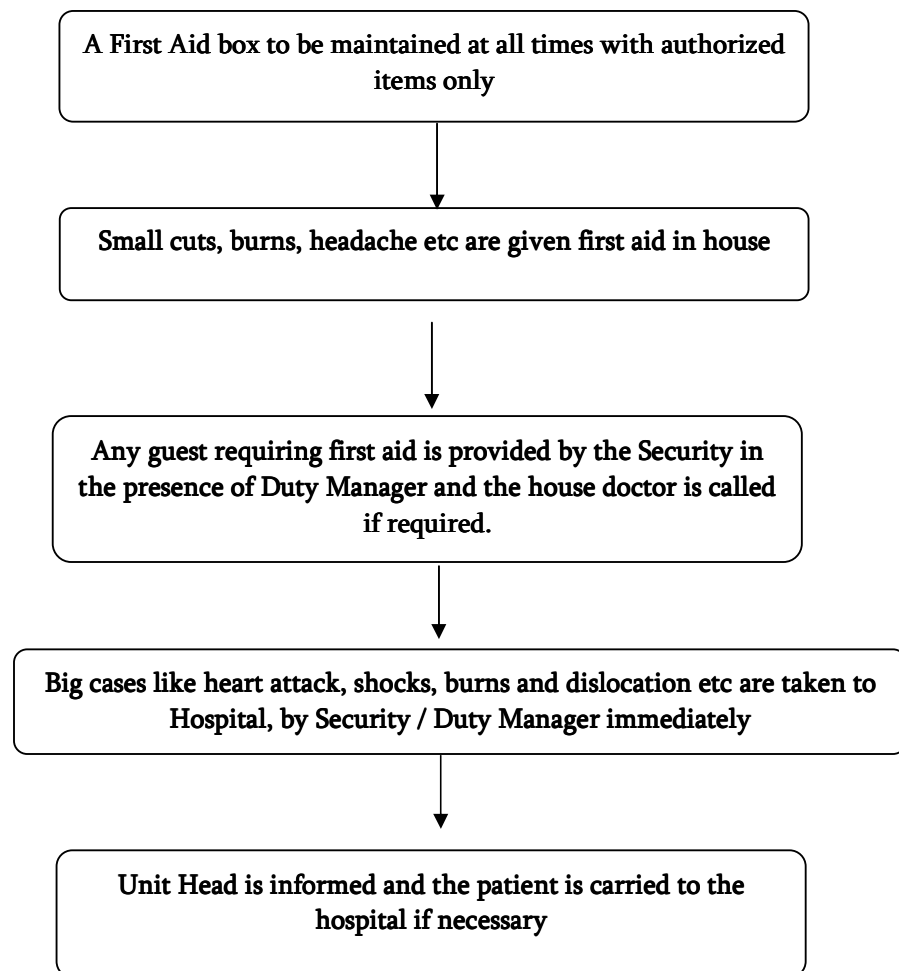 A First Aid box to be maintained at all times with authorized
items only
Small cuts, burns, headache etc are given first aid in house
Any guest requiring first aid is provided by the Security in
the presence of Duty Manager and the house doctor is called
if required.
Big cases like heart attack, shocks, burns and dislocation etc are taken to
Hospital, by Security / Duty Manager immediately
Unit Head is informed and the patient is carried to the
hospital if necessary